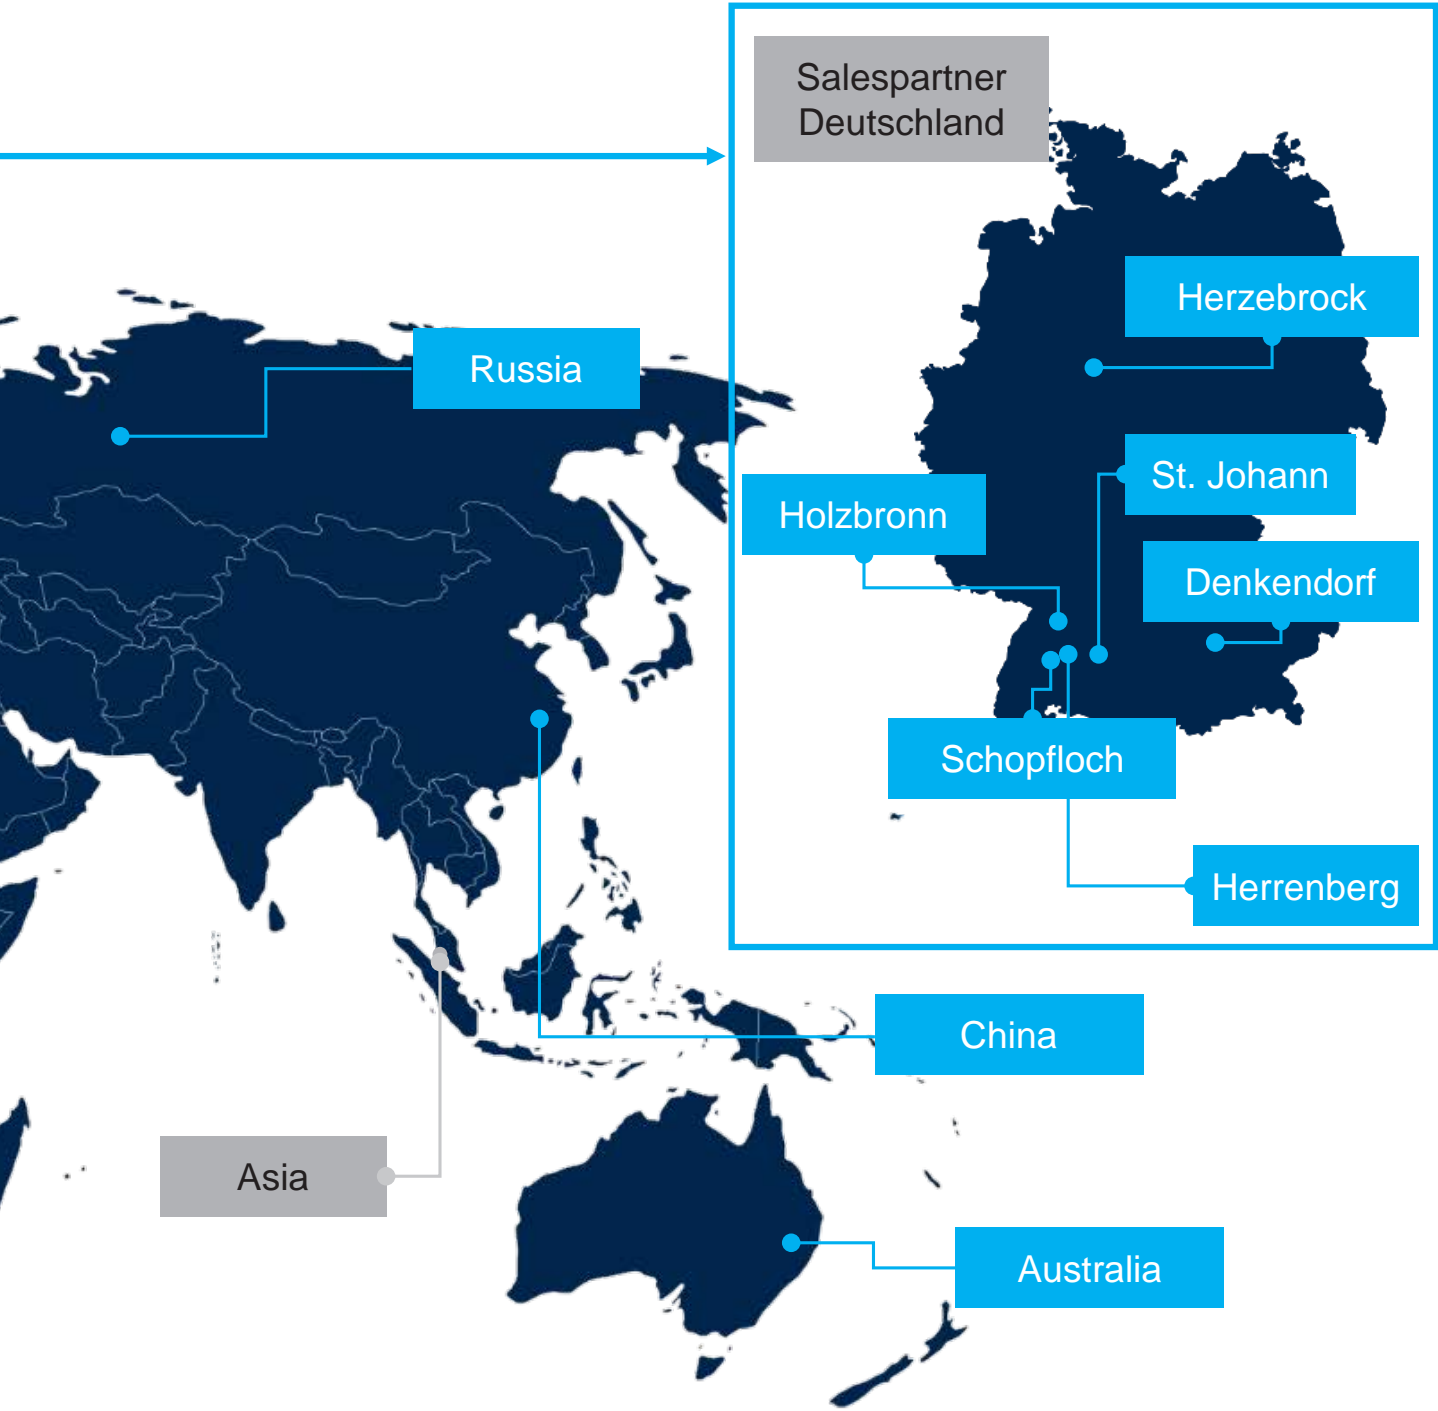 Salespartner
Deutschland
Herzebrock
Russia
St. Johann
Holzbronn
Denkendorf
Schopfloch
Herrenberg
China
Asia
Australia